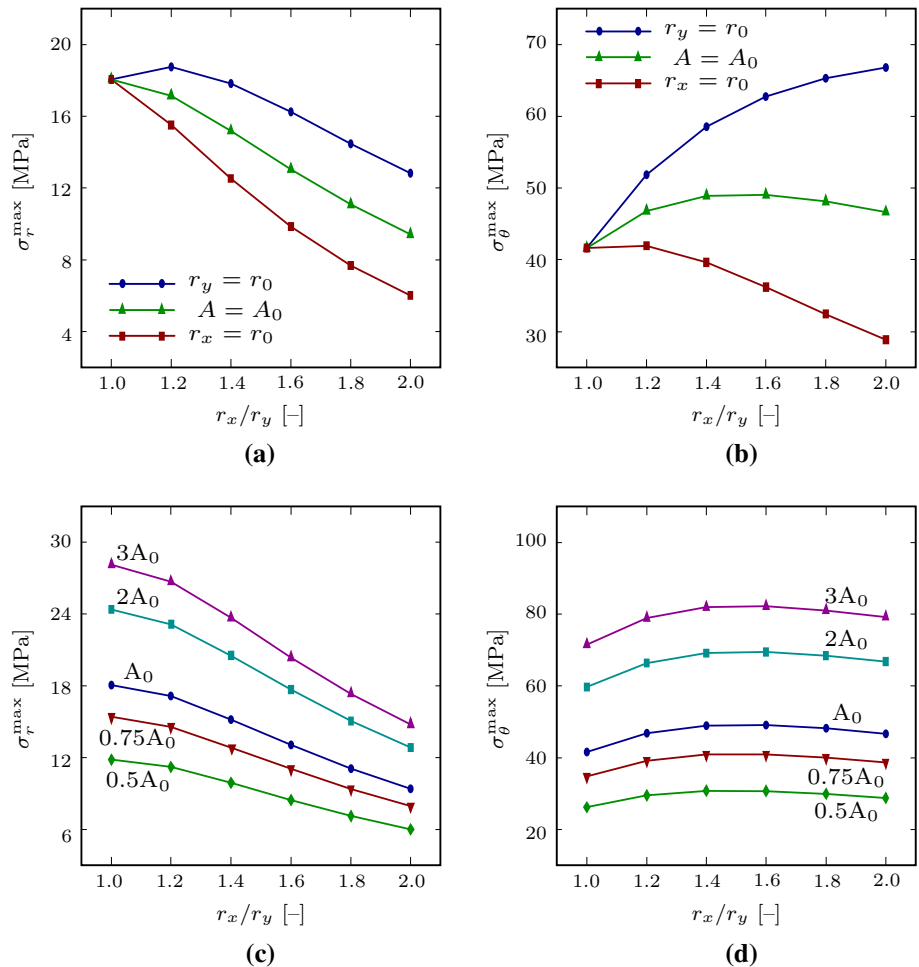 20
16
12
8
4
σ_r^max [MPa]
r_y = r_0
A = A_0
r_x = r_0
1.0 1.2 1.4 1.6 1.8 2.0
r_x/r_y [–]
(a)
70
60
50
40
30
σ_θ^max [MPa]
r_y = r_0
A = A_0
r_x = r_0
1.0 1.2 1.4 1.6 1.8 2.0
r_x/r_y [–]
(b)
30
24
18
12
6
σ_r^max [MPa]
3A_0
2A_0
A_0
0.75A_0
0.5A_0
1.0 1.2 1.4 1.6 1.8 2.0
r_x/r_y [–]
(c)
100
80
60
40
20
σ_θ^max [MPa]
3A_0
2A_0
A_0
0.75A_0
0.5A_0
1.0 1.2 1.4 1.6 1.8 2.0
r_x/r_y [–]
(d)